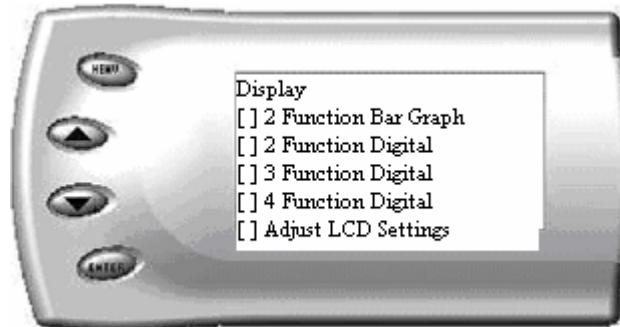 MENU
Display
[ ] 2 Function Bar Graph
[ ] 2 Function Digital
[ ] 3 Function Digital
[ ] 4 Function Digital
[ ] Adjust LCD Settings
ENTER